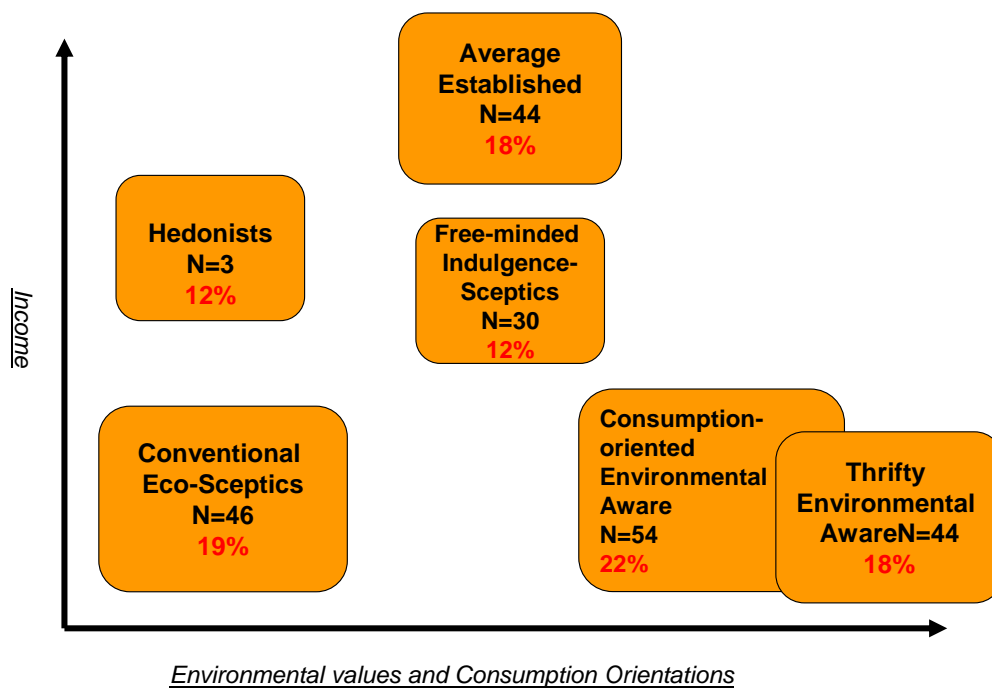 Average
Established
N=44
18%
Hedonists
N=3
12%
Free-minded
Indulgence-
Sceptics
N=30
12%
Income
Conventional
Eco-Sceptics
N=46
19%
Consumption-
oriented
Environmental
Aware
N=54
22%
Thrifty
Environmental
AwareN=44
18%
Environmental values and Consumption Orientations